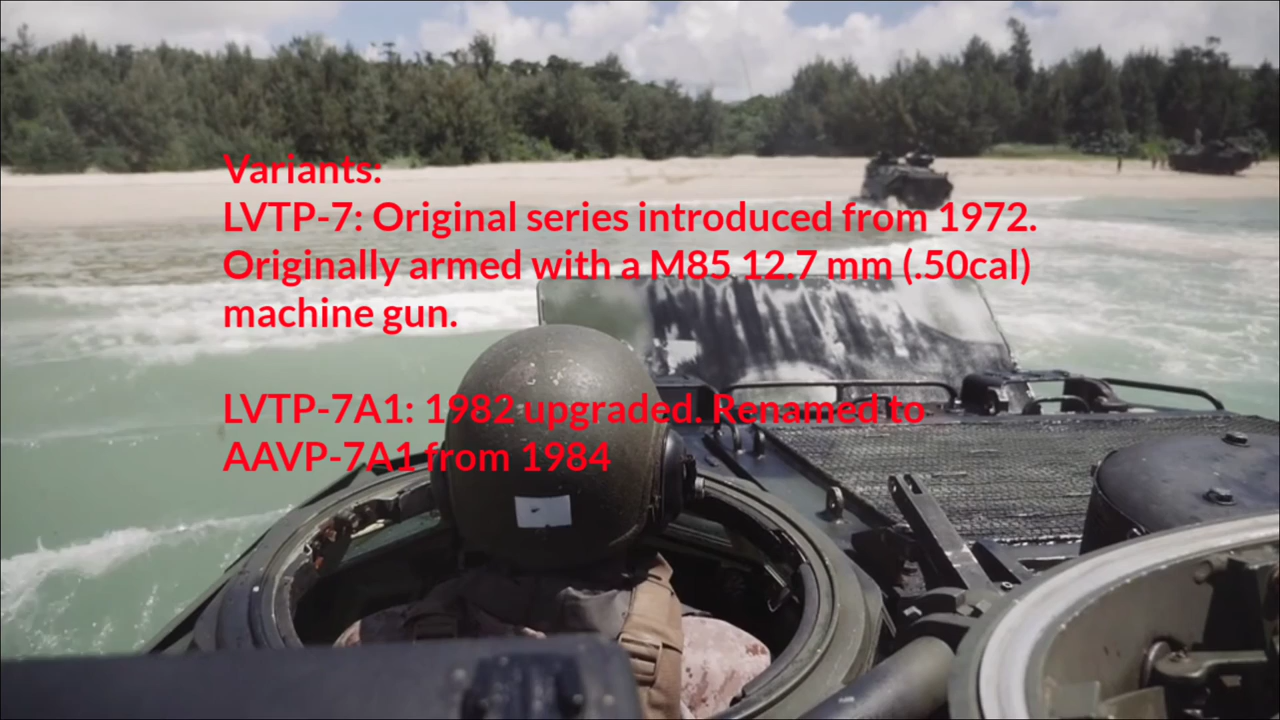 Variants:
LVTP-7: Original series introduced from 1972.
Originally armed with a M85 12.7 mm (.50cal)
machine gun.
LVTP-7A1: 1982 upgraded. Renamed to
AAVP-7A1 from 1984